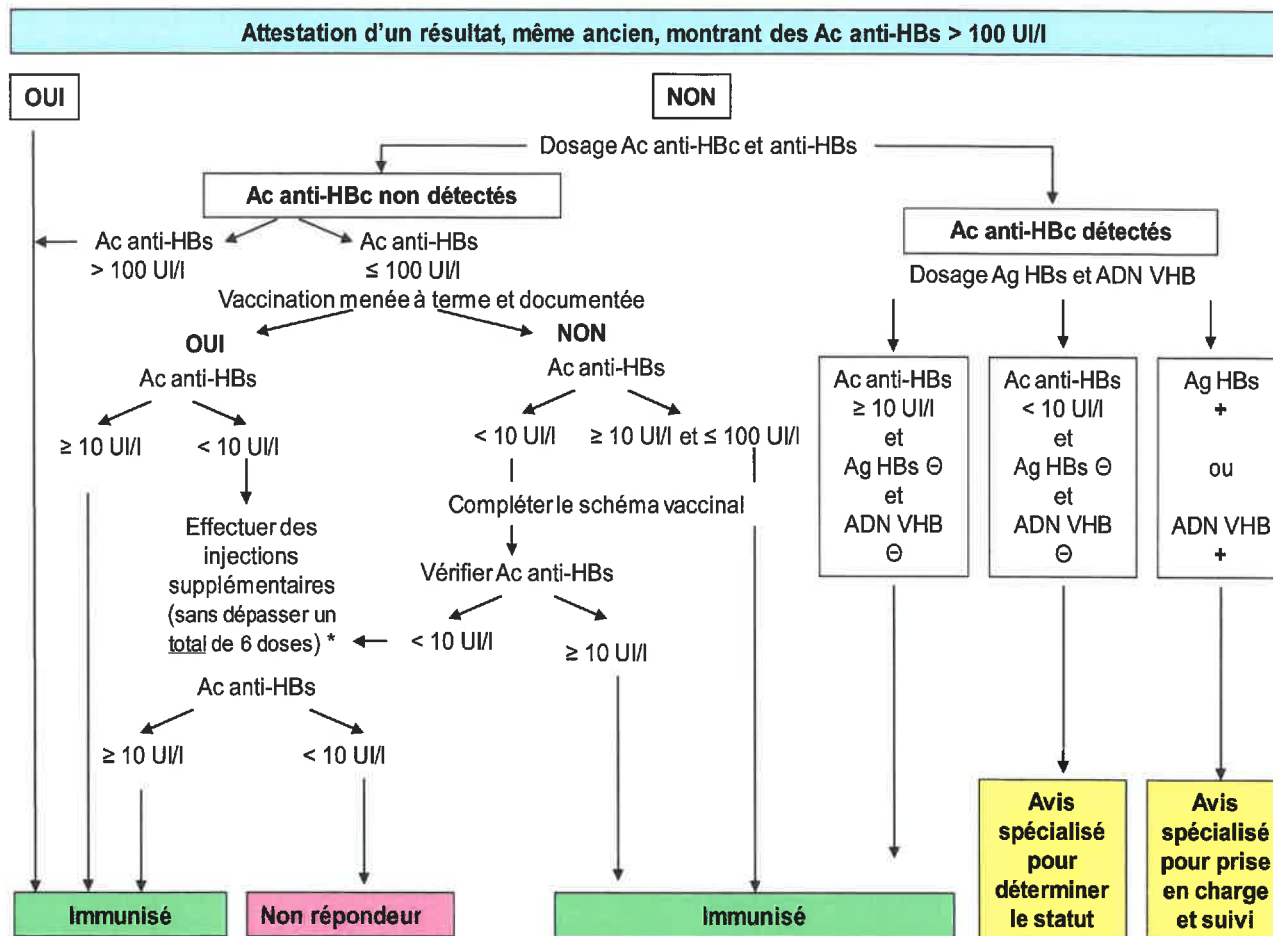 Attestation d'un résultat, même ancien, montrant des Ac anti-HBs > 100 UI/l
OUI
NON
Dosage Ac anti-HBc et anti-HBs
Ac anti-HBc non détectés
Ac anti-HBs
> 100 UI/l
Ac anti-HBs
≤ 100 UI/l
Vaccination menée à terme et documentée
OUI
Ac anti-HBs
≥ 10 UI/l
< 10 UI/l
Effectuer des
injections
supplémentaires
(sans dépasser un
total de 6 doses) *
Ac anti-HBs
≥ 10 UI/l
< 10 UI/l
NON
Ac anti-HBs
< 10 UI/l
≥ 10 UI/l et ≤ 100 UI/l
Compléter le schéma vaccinal
Vérifier Ac anti-HBs
< 10 UI/l
≥ 10 UI/l
Ac anti-HBc détectés
Dosage Ag HBs et ADN VHB
Ac anti-HBs
≥ 10 UI/l
et
Ag HBs ⊖
et
ADN VHB
⊖
Ac anti-HBs
< 10 UI/l
et
Ag HBs ⊖
et
ADN VHB
⊖
Ag HBs
+
ou
ADN VHB
+
Immunisé
Non répondeur
Immunisé
Avis
spécialisé
pour
déterminer
le statut
Avis
spécialisé
pour prise
en charge
et suivi